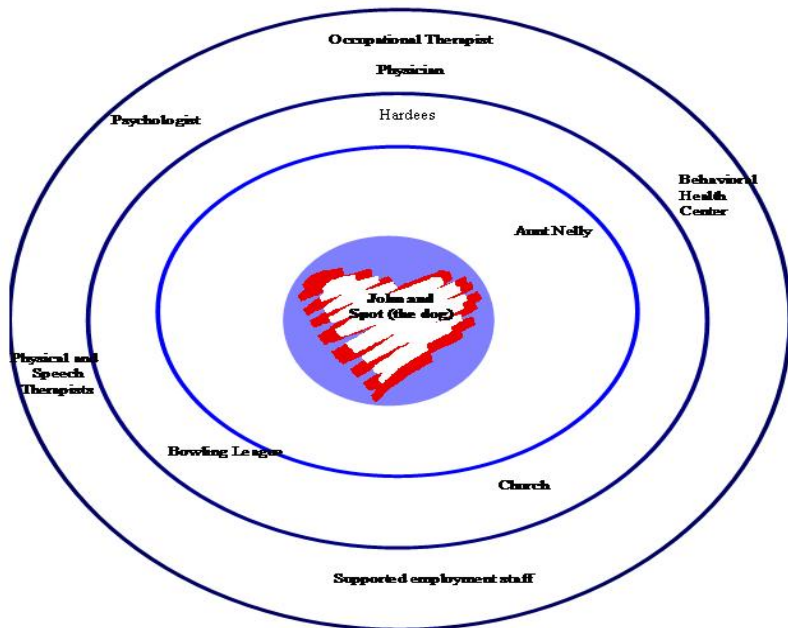 Occupational Therapist
Physician
Hardees
Psychologist
Behavioral
Health
Center
Aunt Nelly
John and
Spot (the dog)
Physical and
Speech
Therapists
Bowling League
Church
Supported employment staff